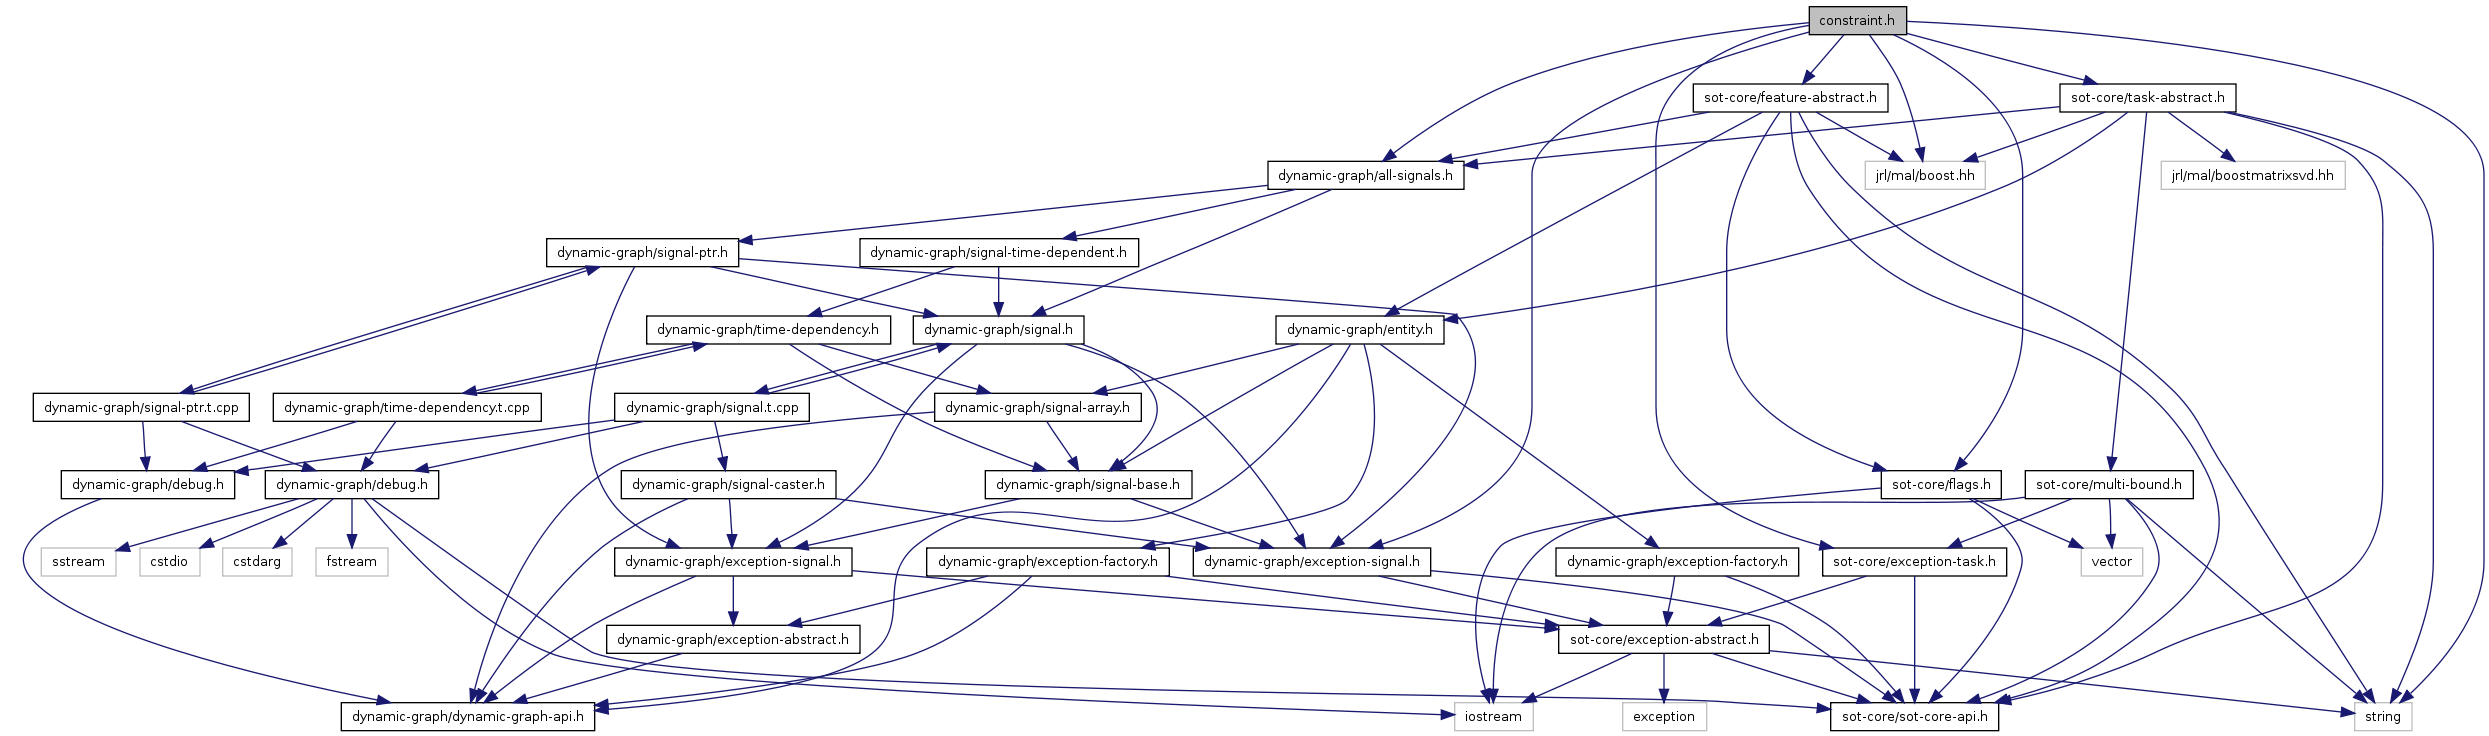 constraint.h
sot-core/feature-abstract.h
sot-core/task-abstract.h
dynamic-graph/all-signals.h
jrl/mal/boost.hh
jrl/mal/boostmatrixsvd.hh
dynamic-graph/signal-ptr.h
dynamic-graph/signal-time-dependent.h
dynamic-graph/time-dependency.h
dynamic-graph/signal.h
dynamic-graph/entity.h
dynamic-graph/signal-ptr.t.cpp
dynamic-graph/time-dependency.t.cpp
dynamic-graph/signal.t.cpp
dynamic-graph/signal-array.h
dynamic-graph/debug.h
dynamic-graph/debug.h
dynamic-graph/signal-caster.h
dynamic-graph/signal-base.h
sot-core/flags.h
sot-core/multi-bound.h
sstream
cstdio
cstdarg
fstream
dynamic-graph/exception-signal.h
dynamic-graph/exception-factory.h
dynamic-graph/exception-signal.h
dynamic-graph/exception-factory.h
sot-core/exception-task.h
vector
dynamic-graph/exception-abstract.h
sot-core/exception-abstract.h
dynamic-graph/dynamic-graph-api.h
iostream
exception
sot-core/sot-core-api.h
string